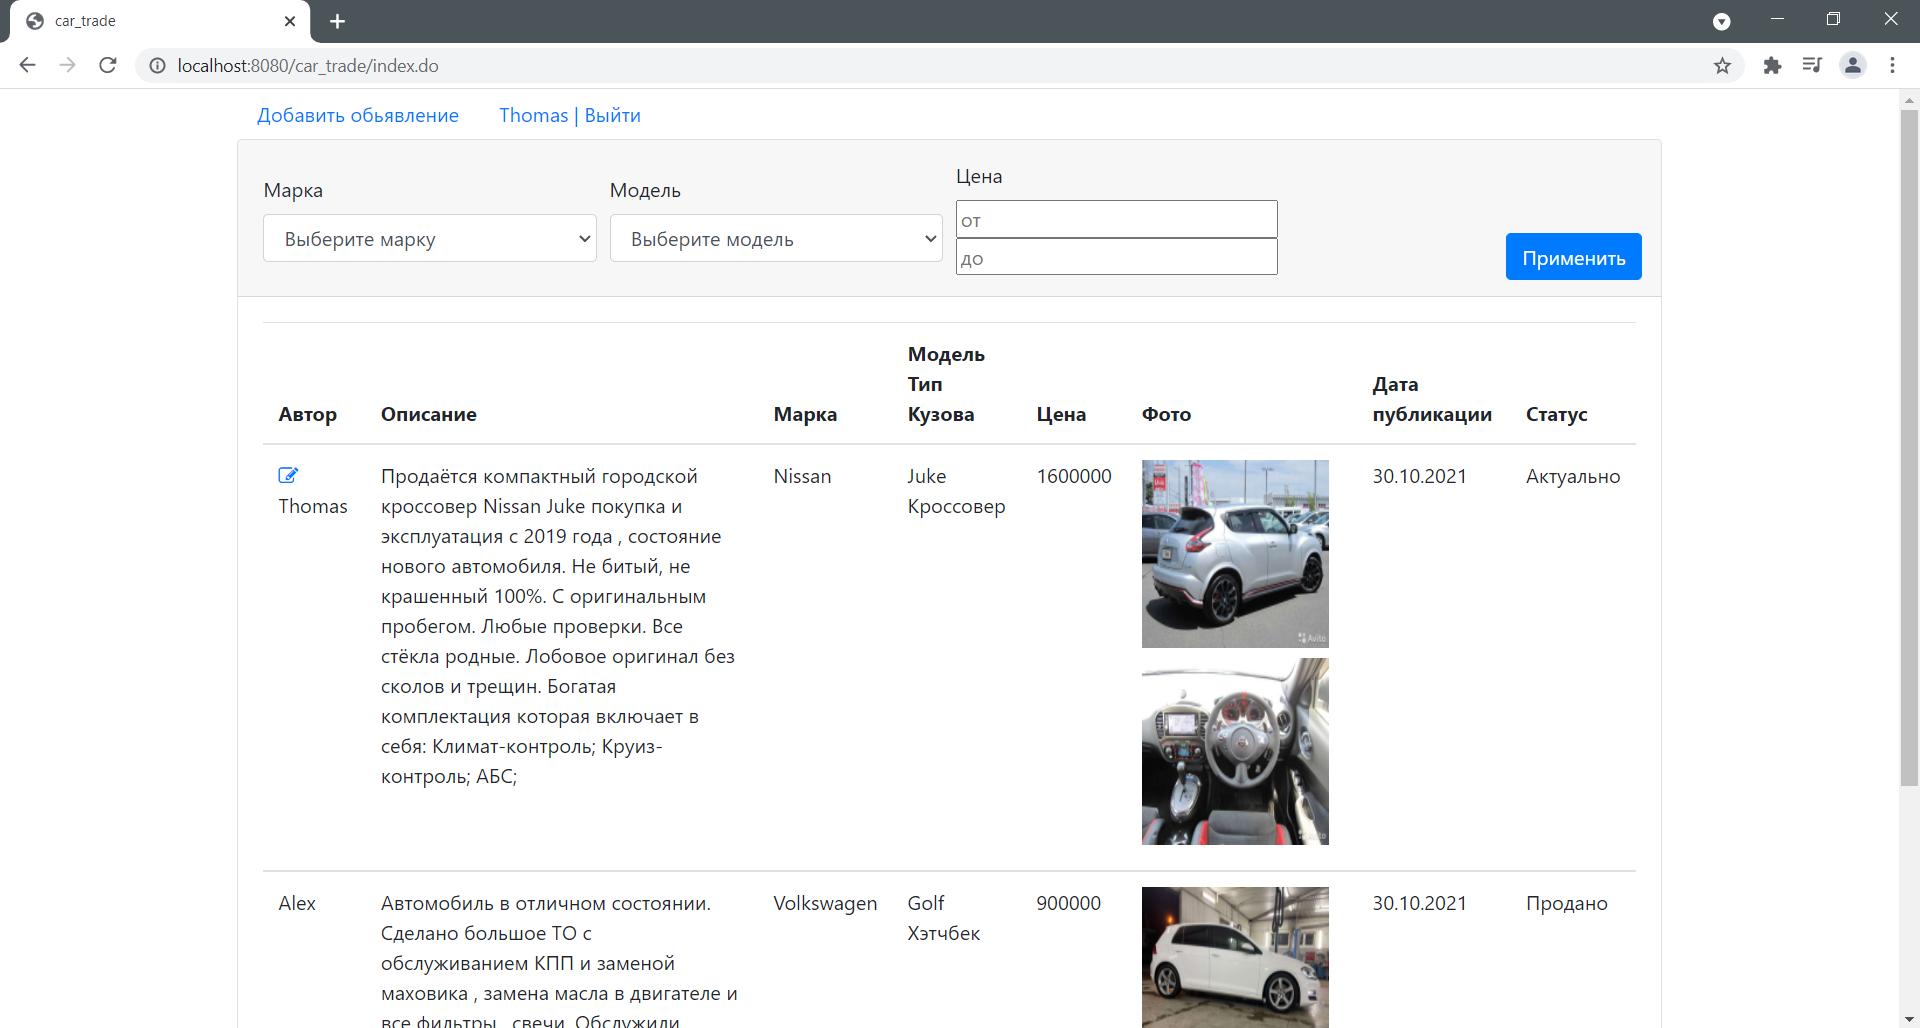 car_trade
localhost:8080/car_trade/index.do
Добавить обьявление
Thomas | Выйти
Марка
Модель
Цена
Выберите марку
Выберите модель
от
до
Применить
Автор
Описание
Марка
Модель
Тип
Кузова
Цена
Фото
Дата
публикации
Статус
Thomas
Продаётся компактный городской
кроссовер Nissan Juke покупка и
эксплуатация с 2019 года , состояние
нового автомобиля. Не битый, не
крашенный 100%. С оригинальным
пробегом. Любые проверки. Все
стёкла родные. Лобовое оригинал без
сколов и трещин. Богатая
комплектация которая включает в
себя: Климат-контроль; Круиз-
контроль; АБС;
Nissan
Juke
Кроссовер
1600000
Avito
30.10.2021
Актуально
Alex
Автомобиль в отличном состоянии.
Сделано большое ТО с
обслуживанием КПП и заменой
маховика , замена масла в двигателе и
все фильтры , свечи. Обслужили
Volkswagen
Golf
Хэтчбек
900000
30.10.2021
Продано